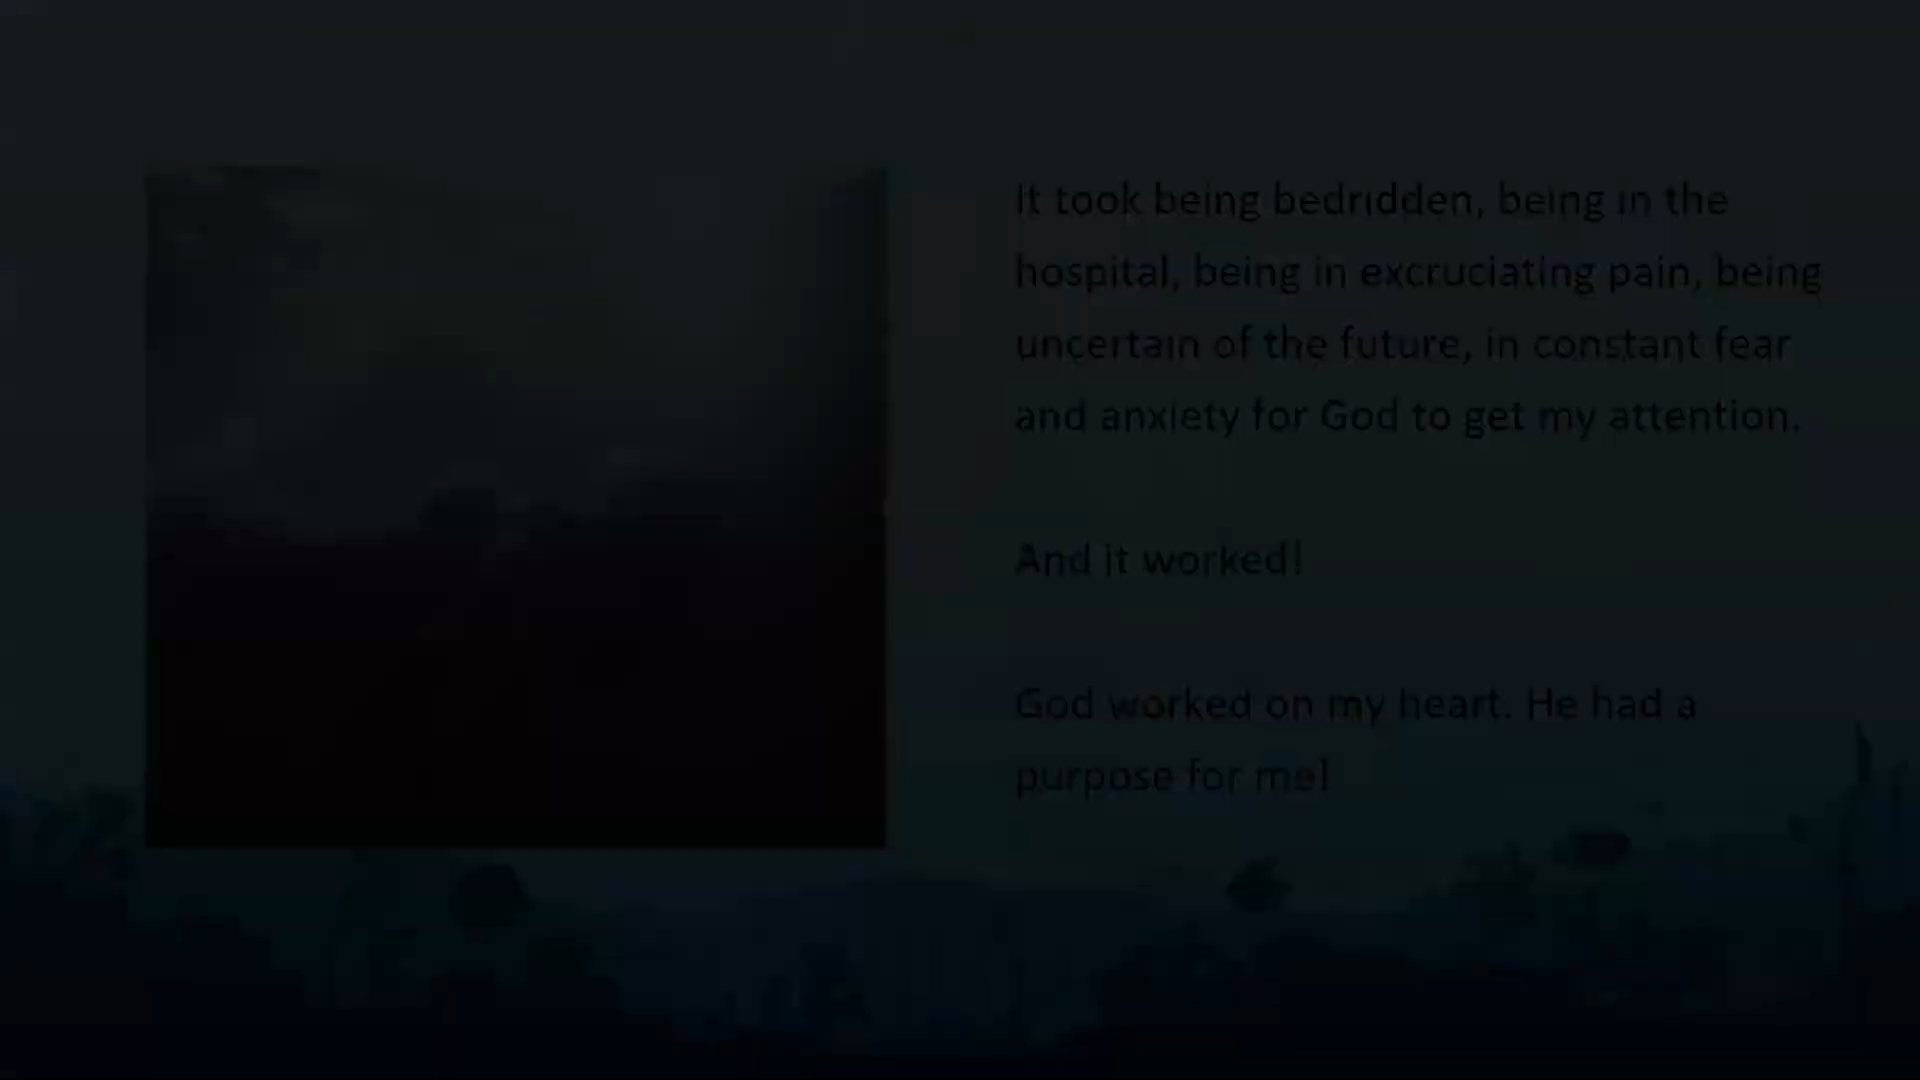 It took being bedridden, being in the
hospital, being in excruciating pain, being
uncertain of the future, in constant fear
and anxiety for God to get my attention.
And it worked!
God worked on my heart. He had a
purpose for me!